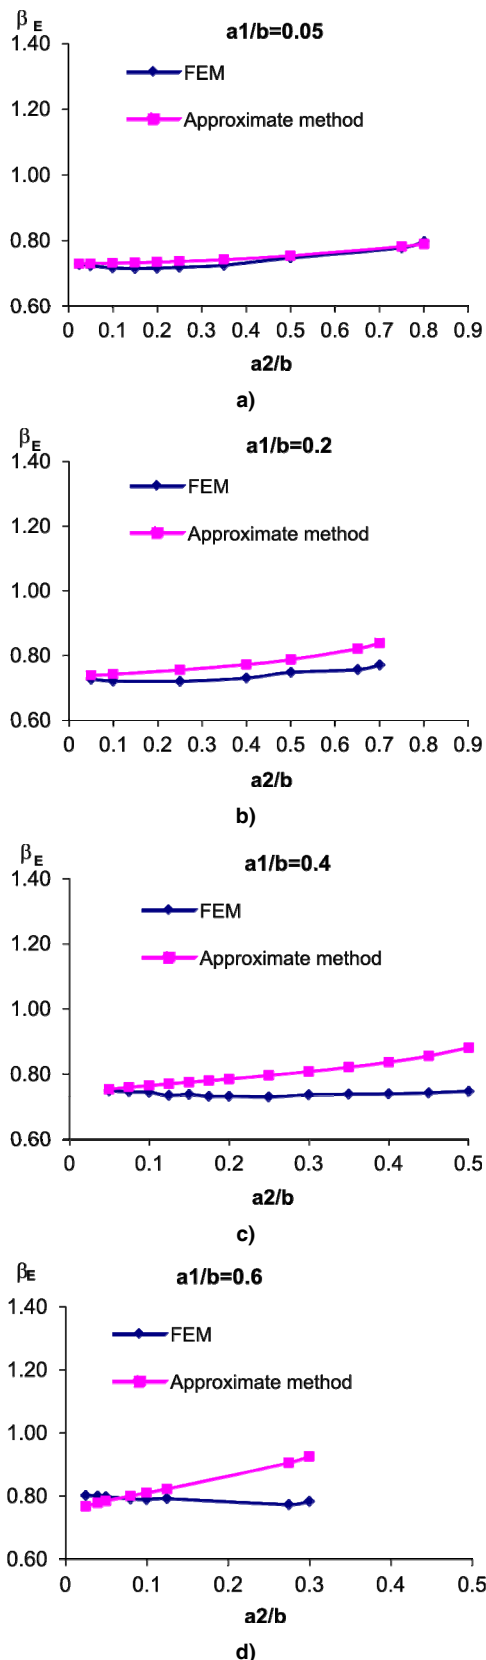 β E
a1/b=0.05
1.40
FEM
1.20
Approximate method
1.00
0.80
0.60
0 0.1 0.2 0.3 0.4 0.5 0.6 0.7 0.8 0.9
a2/b
a)
β E
a1/b=0.2
1.40
FEM
1.20
Approximate method
1.00
0.80
0.60
0 0.1 0.2 0.3 0.4 0.5 0.6 0.7 0.8 0.9
a2/b
b)
β E
a1/b=0.4
1.40
FEM
1.20
Approximate method
1.00
0.80
0.60
0 0.1 0.2 0.3 0.4 0.5
a2/b
c)
βE
a1/b=0.6
1.40
FEM
1.20
Approximate method
1.00
0.80
0.60
0 0.1 0.2 0.3 0.4 0.5
a2/b
d)